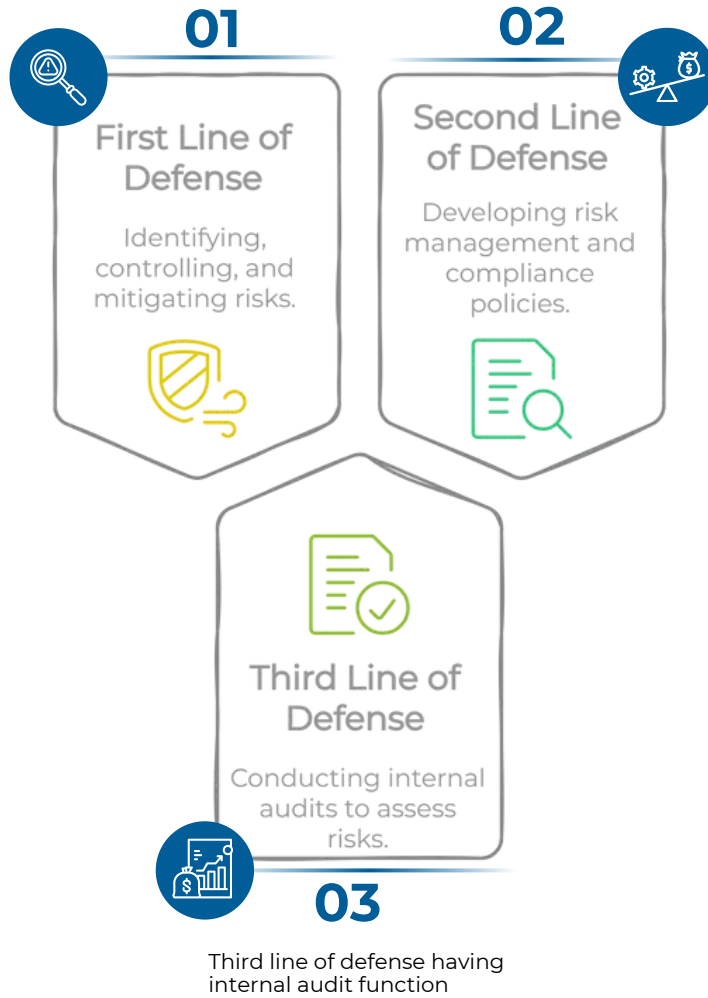 01
First Line of
Defense
Identifying,
controlling, and
mitigating risks.
02
Second Line
of Defense
Developing risk
management and
compliance
policies.
Third Line of
Defense
Conducting internal
audits to assess
risks.
03
Third line of defense having
internal audit function